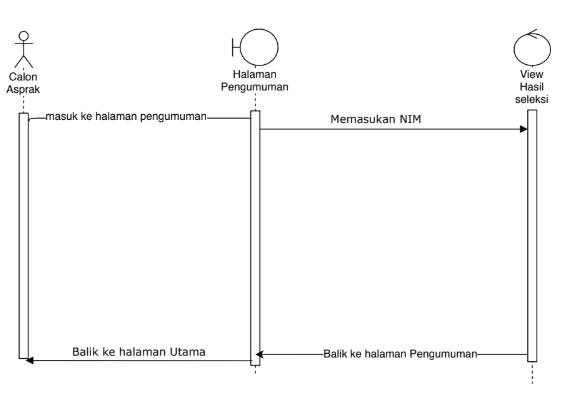 Calon
Asprak
Halaman
Pengumuman
View
Hasil
seleksi
masuk ke halaman pengumuman
Memasukan NIM
Balik ke halaman Utama
Balik ke halaman Pengumuman